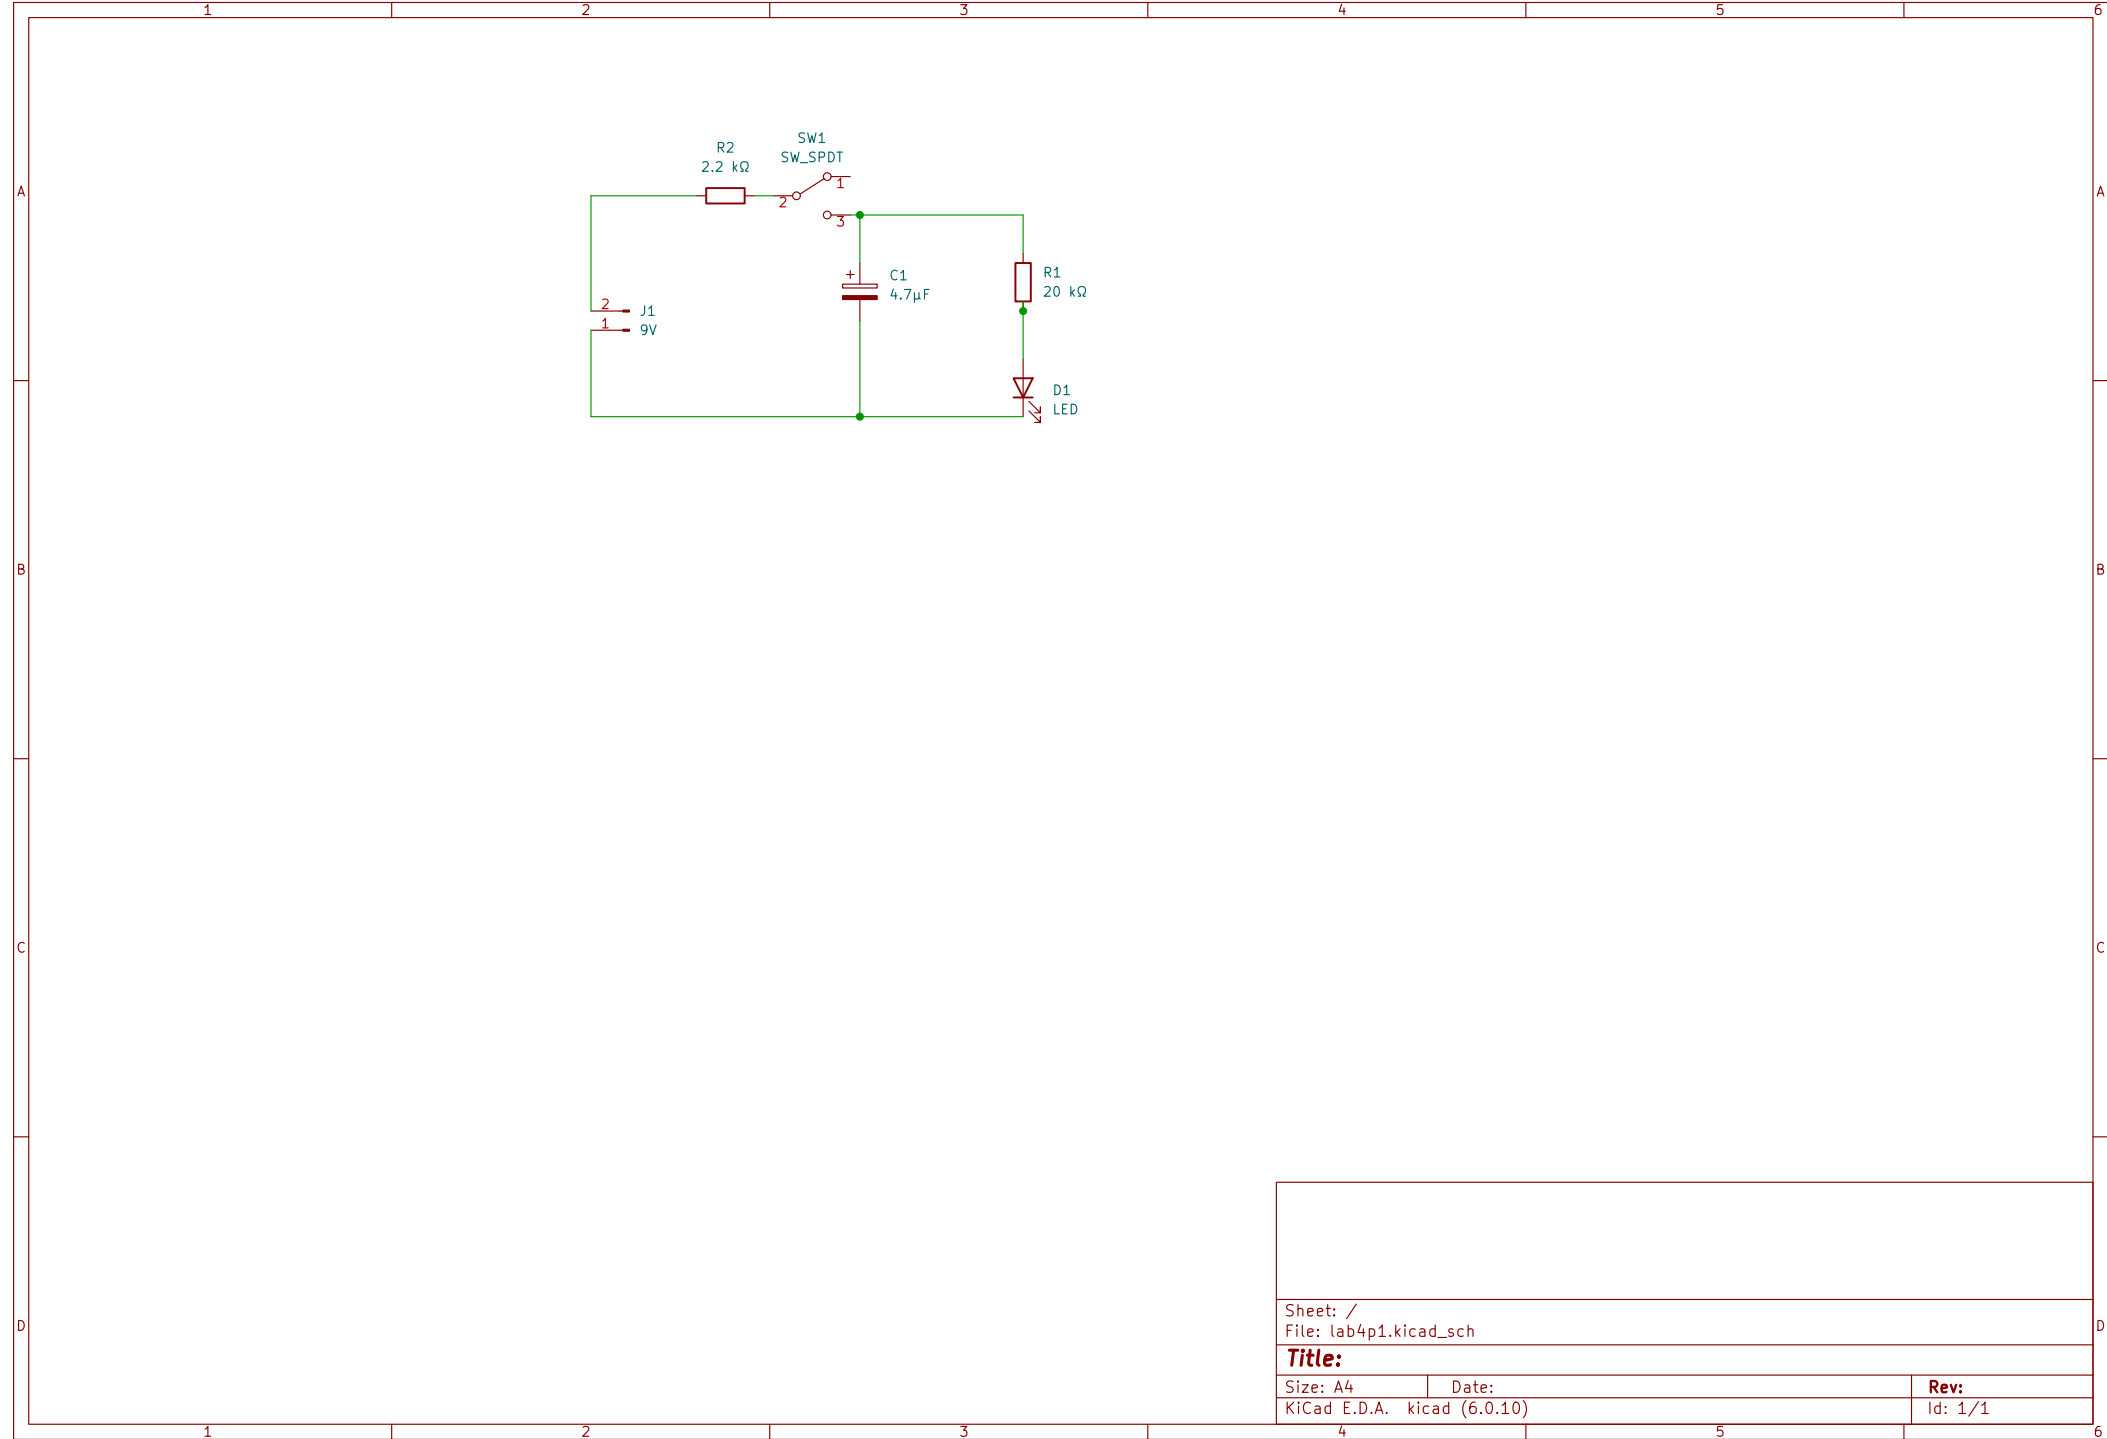 1 2 3 4 5 6
SW1
R2
SW_SPDT
2.2 kΩ
1
A A
2
3
+ C1
R1
4.7µF
20 kΩ
2 J1
1 9V
D1
LED
B B
C C
Sheet: /
D D
File: lab4p1.kicad_sch
Title:
Size: A4 Date: Rev:
KiCad E.D.A. kicad (6.0.10) Id: 1/1
1 2 3 4 5 6